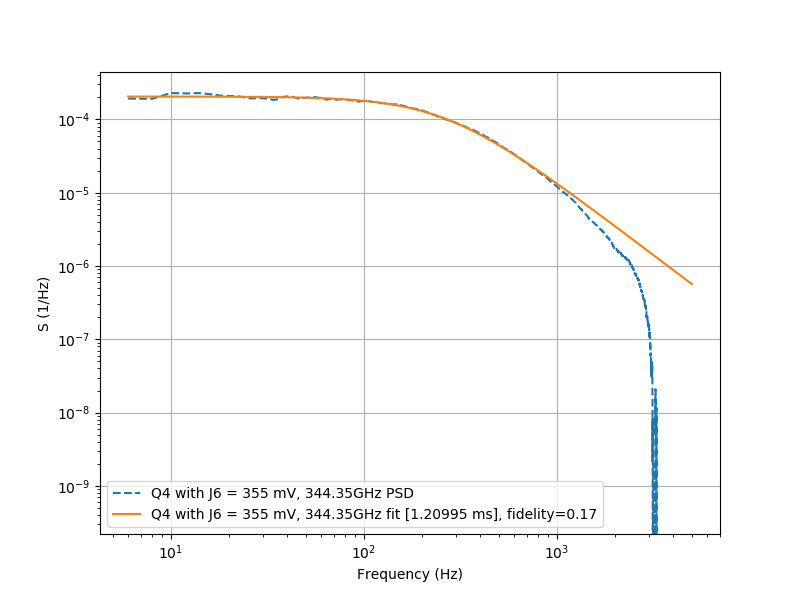 S (1/Hz)
10⁻⁴
10⁻⁵
10⁻⁶
10⁻⁷
10⁻⁸
10⁻⁹
Q4 with J6 = 355 mV, 344.35GHz PSD
Q4 with J6 = 355 mV, 344.35GHz fit [1.20995 ms], fidelity=0.17
10¹ 10² 10³
Frequency (Hz)